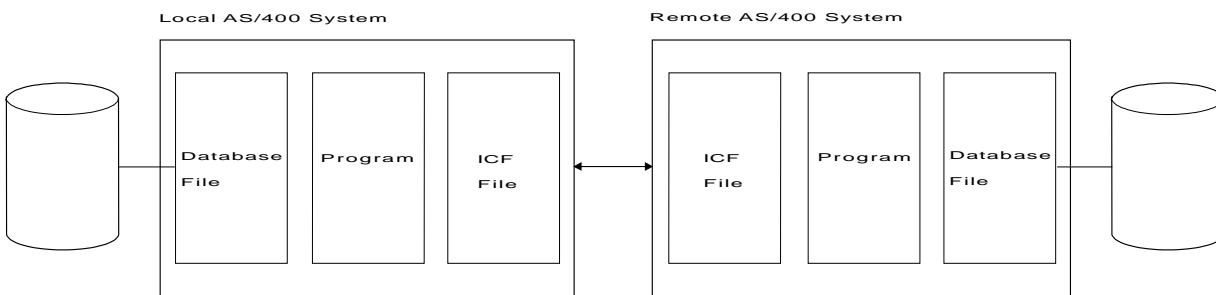 Local AS/400 System
Remote AS/400 System
Database
File
Program
ICF
File
ICF
File
Program
Database
File